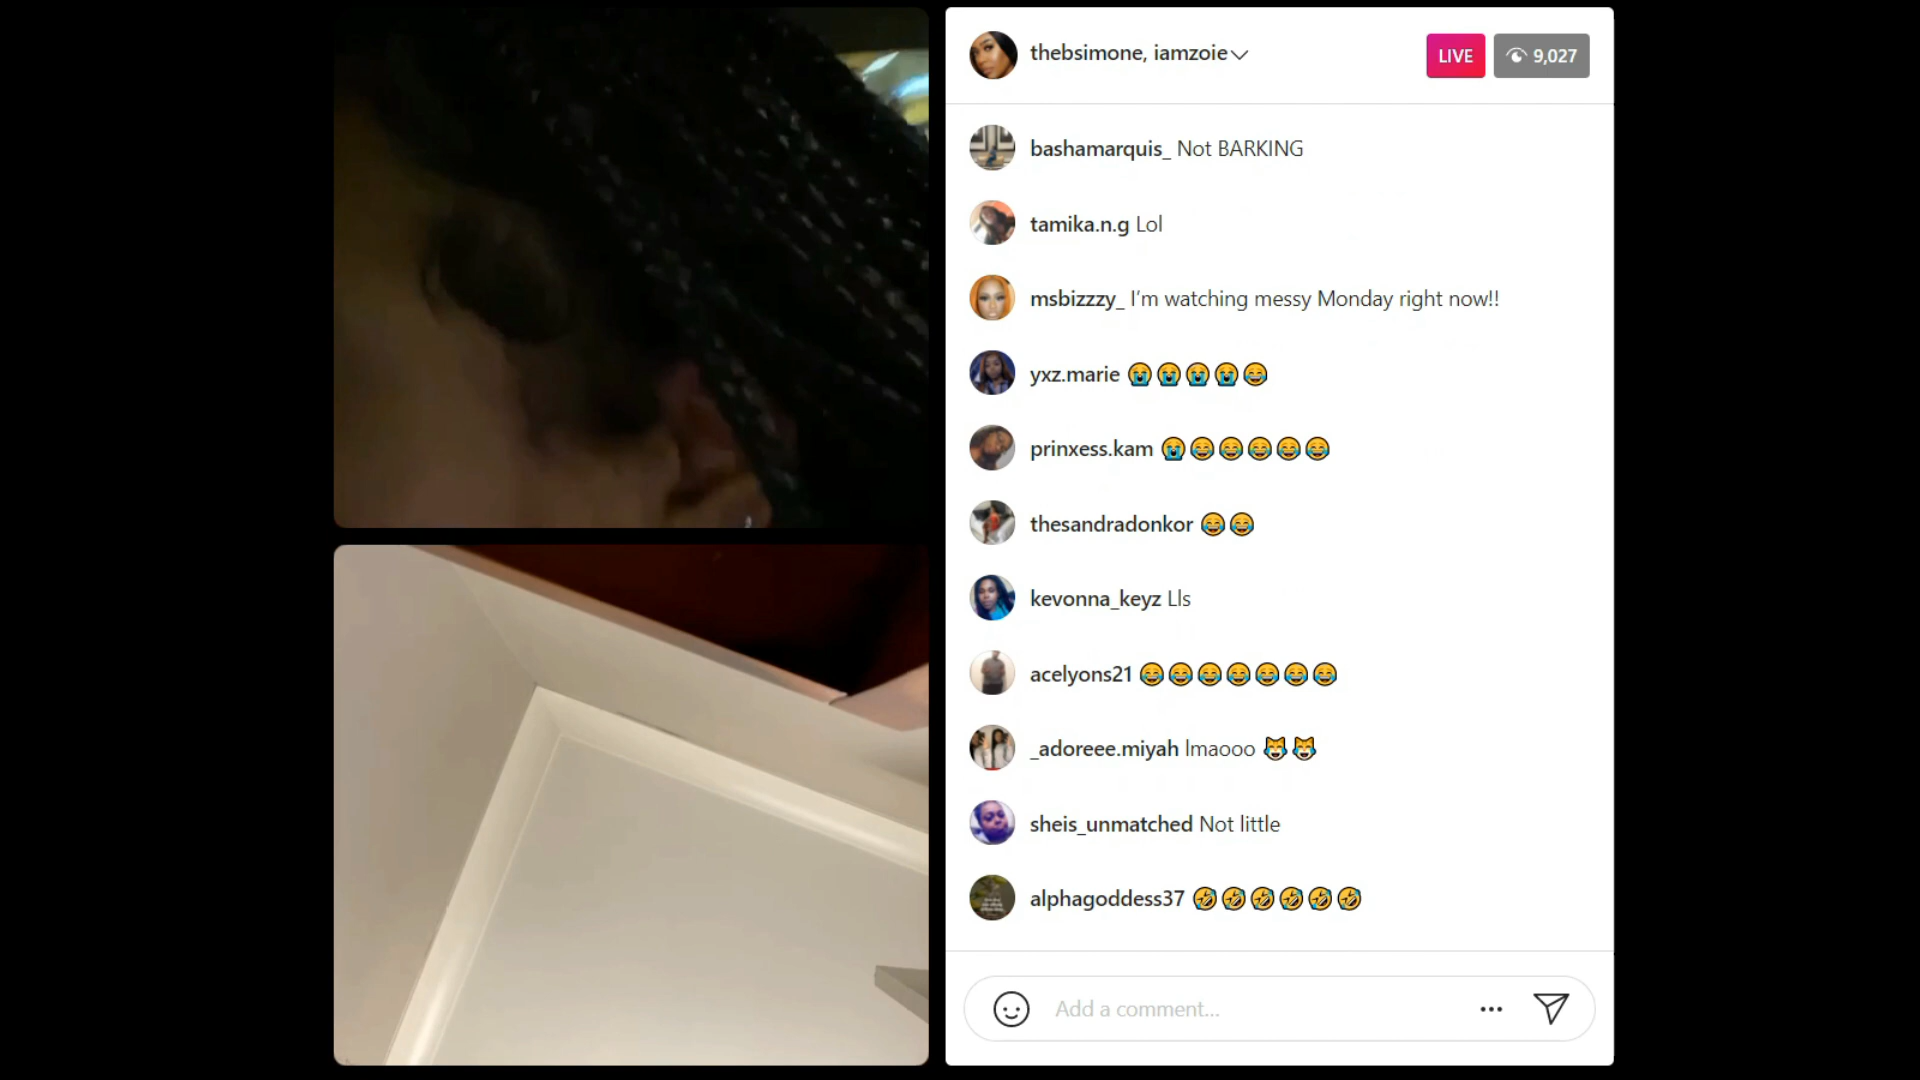 thebsimone, iamzoie
LIVE
9,027
bashamarquis_ Not BARKING
tamika.n.g Lol
msbizzzy_ I’m watching messy Monday right now!!
yxz.marie 😭😭😭😭😂
prinxess.kam 😭😂😂😂😂😂
thesandradonkor 😂😂
kevonna_keyz Lls
acelyons21 😂😂😂😂😂😂😂
_adoreee.miyah lmaooo 😹😹
sheis_unmatched Not little
alphagoddess37 🤣🤣🤣🤣🤣🤣
Add a comment...